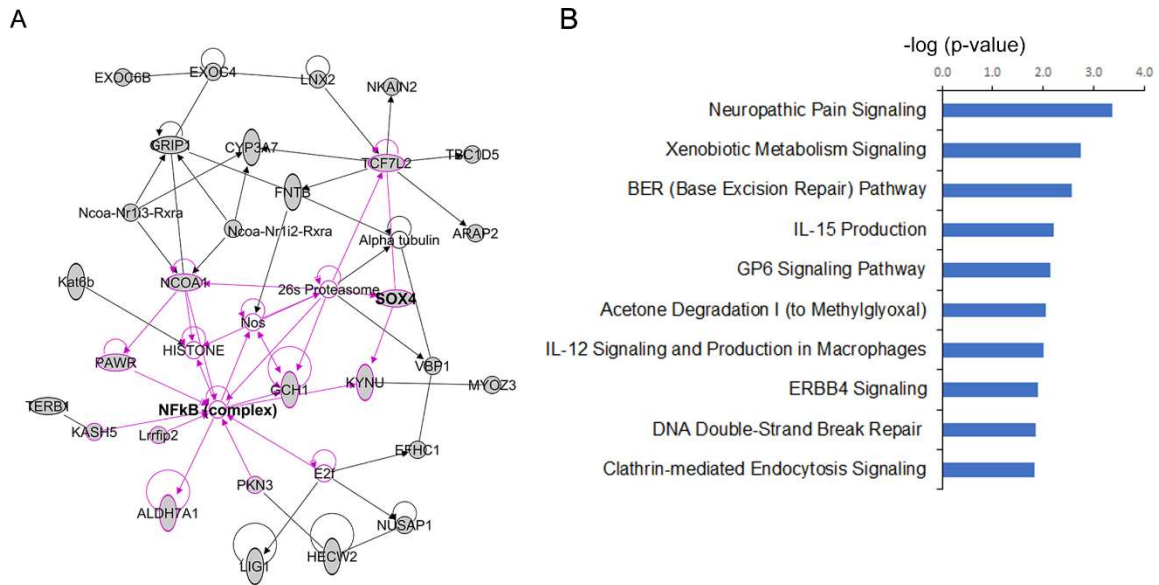 A
EXOC6B
EXOC4
LNX2
NKAIN2
GRIP1
CYP3A7
TCF7L2
TBC1D5
FNTB
Ncoa-Nr1i3-Rxra
Ncoa-Nr1i2-Rxra
Alpha tubulin
ARAP2
Kat6b
NCOA1
26s Proteasome
SOX4
Nos
HISTONE
PAWR
VBP1
GCH1
KYNU
MYOZ3
TERB1
NFkB (complex)
KASH5
Lrrfip2
EFHC1
E2f
PKN3
ALDH7A1
NUSAP1
LIG1
HECW2
B
-log (p-value)
0.0 1.0 2.0 3.0 4.0
Neuropathic Pain Signaling
Xenobiotic Metabolism Signaling
BER (Base Excision Repair) Pathway
IL-15 Production
GP6 Signaling Pathway
Acetone Degradation I (to Methylglyoxal)
IL-12 Signaling and Production in Macrophages
ERBB4 Signaling
DNA Double-Strand Break Repair
Clathrin-mediated Endocytosis Signaling